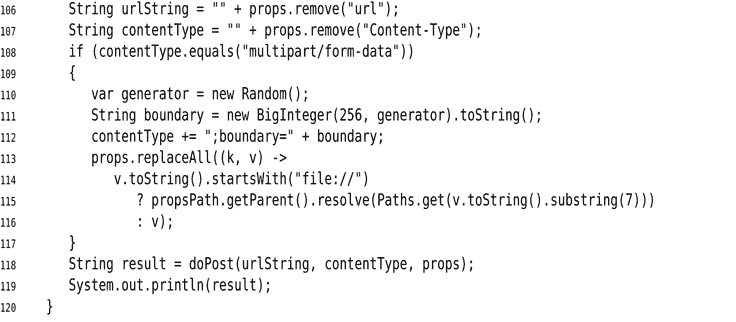 106 String urlString = "" + props.remove("url");
107 String contentType = "" + props.remove("Content-Type");
108 if (contentType.equals("multipart/form-data"))
109 {
110 var generator = new Random();
111 String boundary = new BigInteger(256, generator).toString();
112 contentType += ";boundary=" + boundary;
113 props.replaceAll((k, v) ->
114 v.toString().startsWith("file://")
115 ? propsPath.getParent().resolve(Paths.get(v.toString().substring(7)))
116 : v);
117 }
118 String result = doPost(urlString, contentType, props);
119 System.out.println(result);
120 }